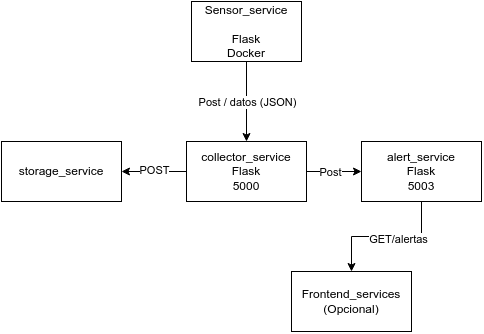 Sensor_service
Flask
Docker
Post / datos (JSON)
storage_service
POST
collector_service
Flask
5000
Post
alert_service
Flask
5003
GET/alertas
Frontend_services
(Opcional)